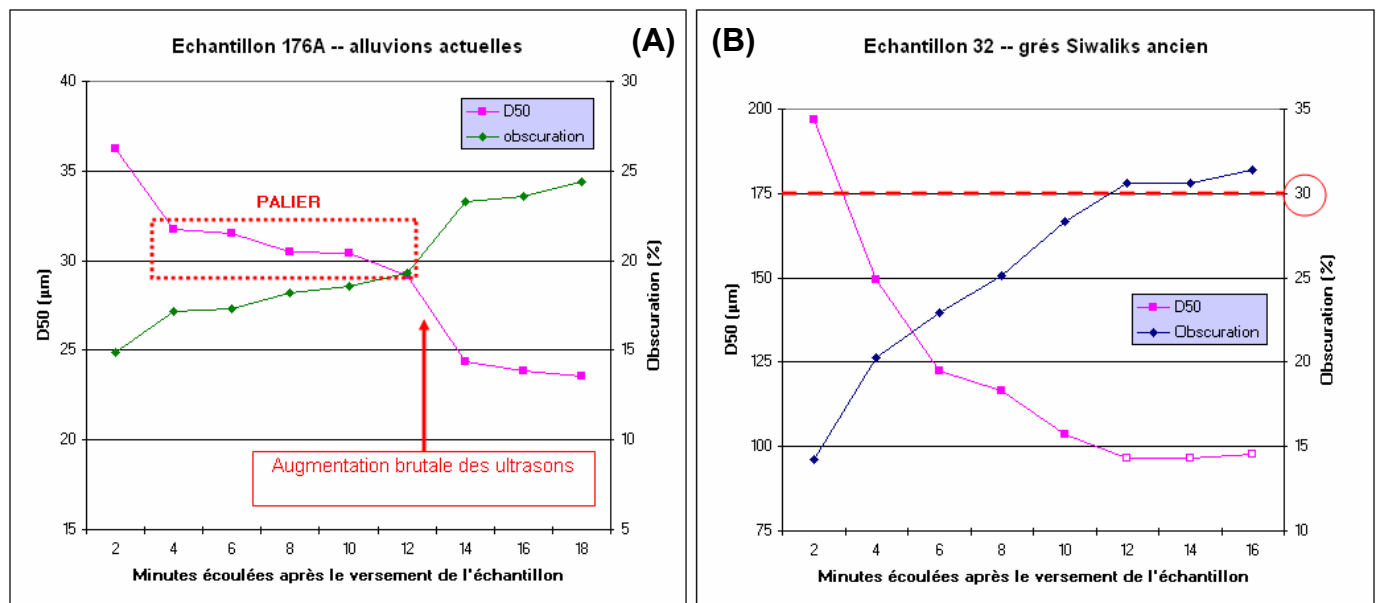 Echantillon 176A -- alluvions actuelles
(A)
40
35
30
25
20
15
D50 (µm)
30
25
20
15
10
5
Obscuration (%)
D50
obscuration
PALIER
Augmentation brutale des ultrasons
2 4 6 8 10 12 14 16 18
Minutes écoulées après le versement de l'échantillon
(B)
Echantillon 32 -- grés Siwaliks ancien
200
175
150
125
100
75
D50 (µm)
35
30
25
20
15
10
Obscuration (%)
D50
Obscuration
2 4 6 8 10 12 14 16
Minutes écoulées après le versement de l'échantillon